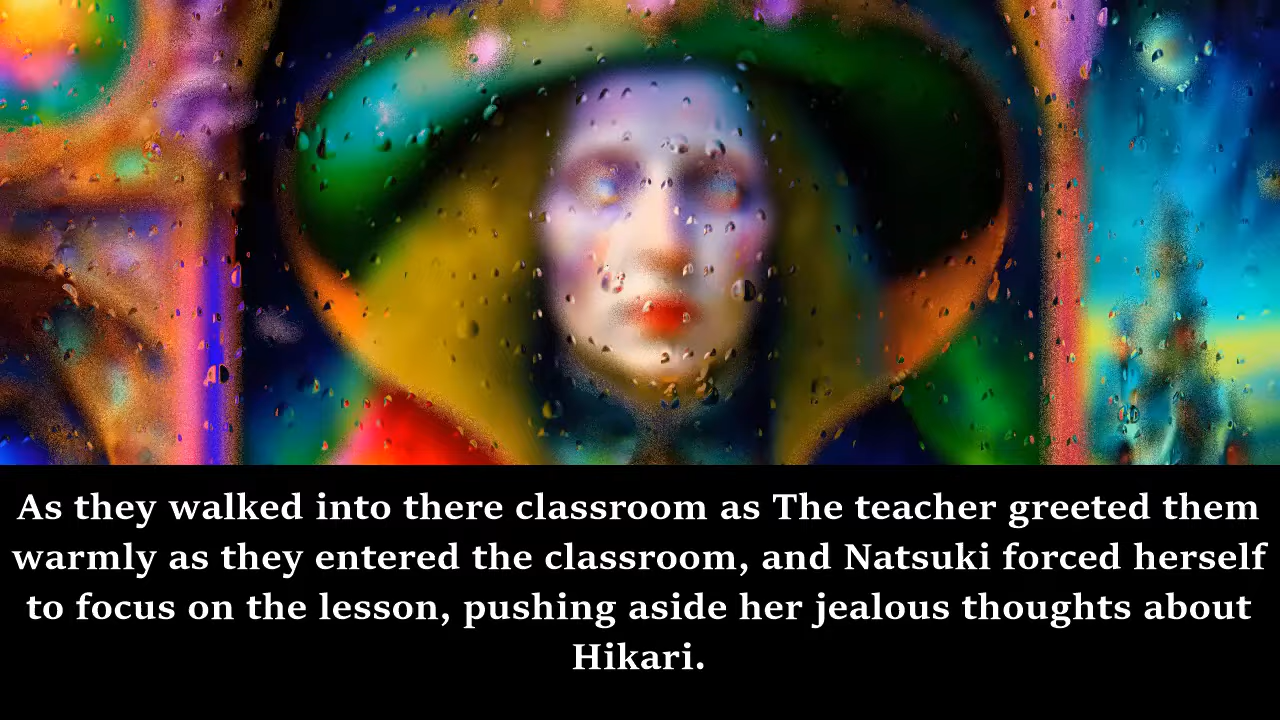 As they walked into there classroom as The teacher greeted them
warmly as they entered the classroom, and Natsuki forced herself
to focus on the lesson, pushing aside her jealous thoughts about
Hikari.